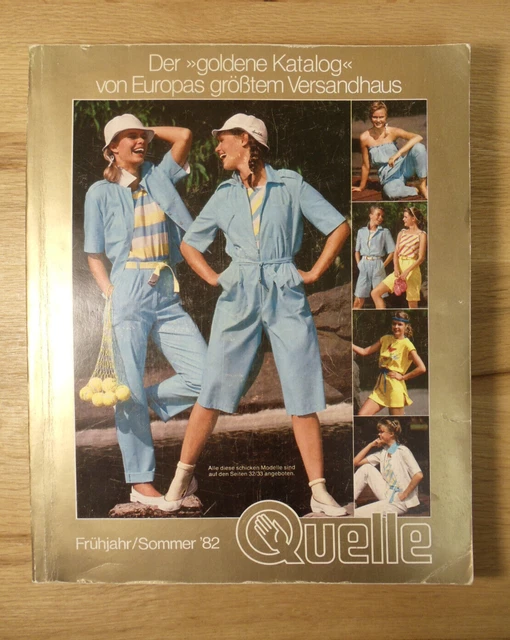 Der »goldene Katalog«
von Europas größtem Versandhaus
Alle diese schicken Modelle sind
auf den Seiten 32/33 angeboten.
Frühjahr/Sommer '82
Quelle